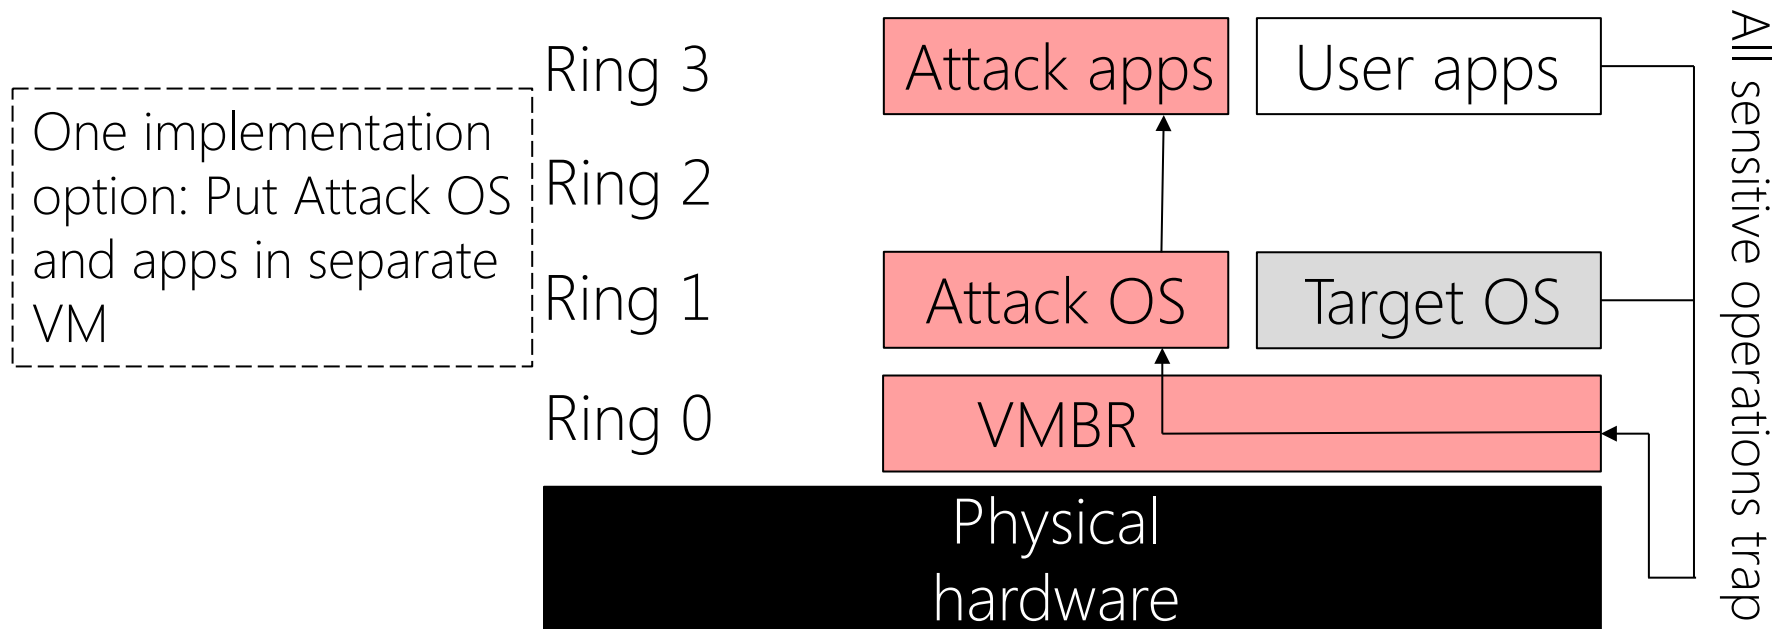 One implementation
option: Put Attack OS
and apps in separate
VM
Ring 3
Attack apps
User apps
Ring 2
Ring 1
Attack OS
Target OS
Ring 0
VMBR
Physical
hardware
All sensitive operations trap